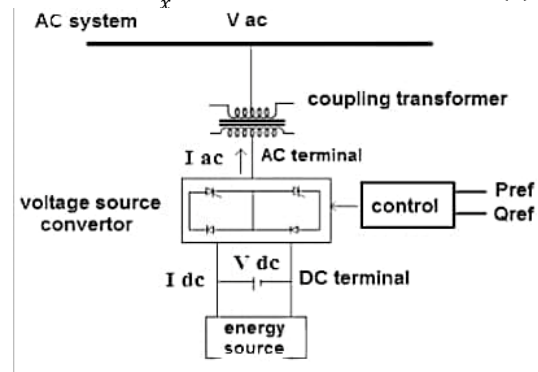 x
AC system V ac
coupling transformer
I ac AC terminal
voltage source
convertor
control
Pref
Qref
V dc
I dc DC terminal
energy
source